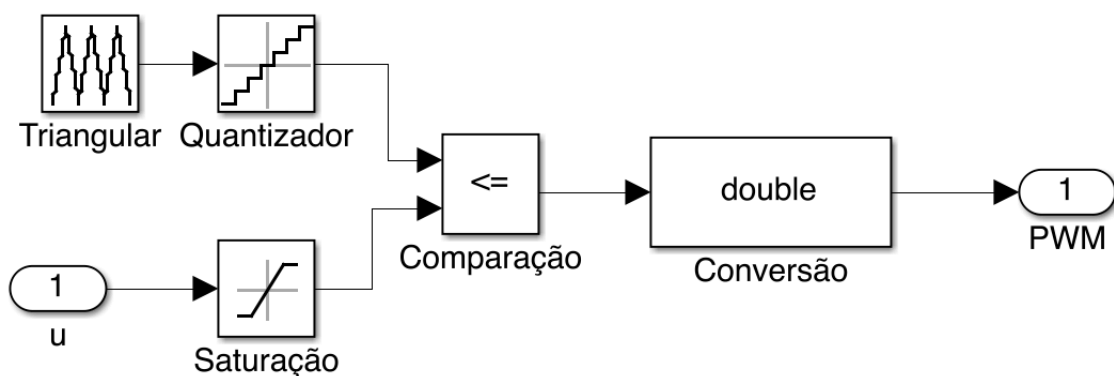 Triangular
Quantizador
<=
Comparação
double
Conversão
1
PWM
1
u
Saturação